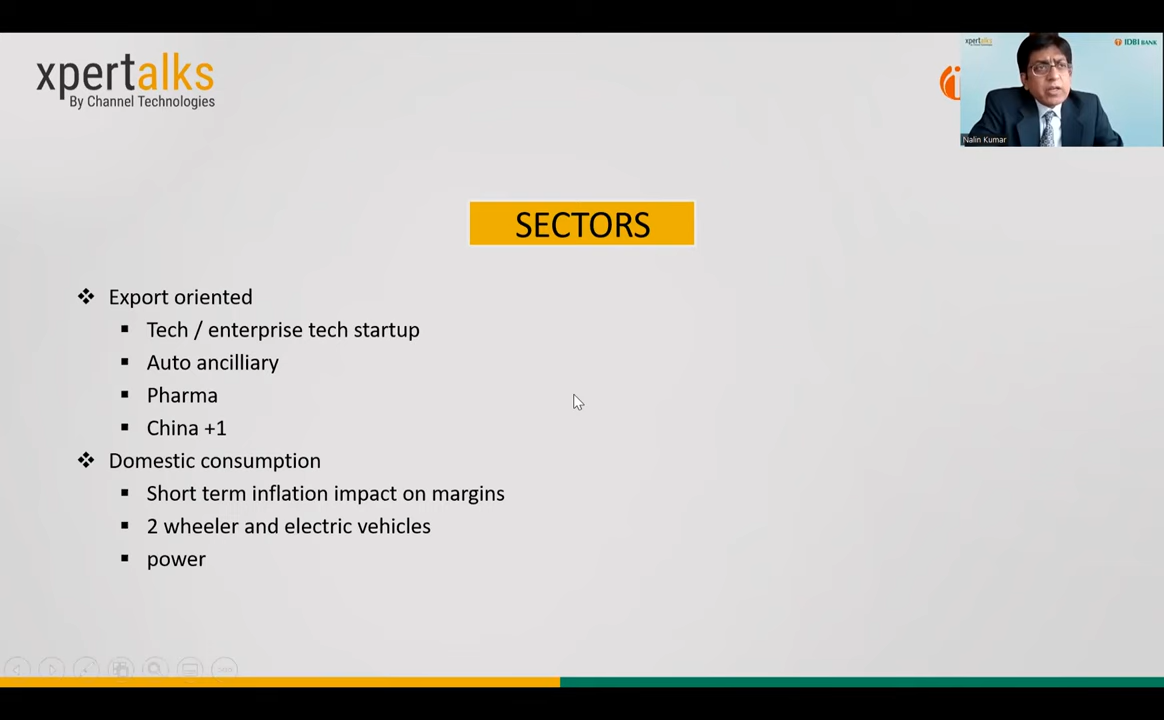 xpertalks
By Channel Technologies
xpertalks
IDBI BANK
Nalin Kumar
SECTORS
❖ Export oriented
▪ Tech / enterprise tech startup
▪ Auto ancilliary
▪ Pharma
▪ China +1
❖ Domestic consumption
▪ Short term inflation impact on margins
▪ 2 wheeler and electric vehicles
▪ power